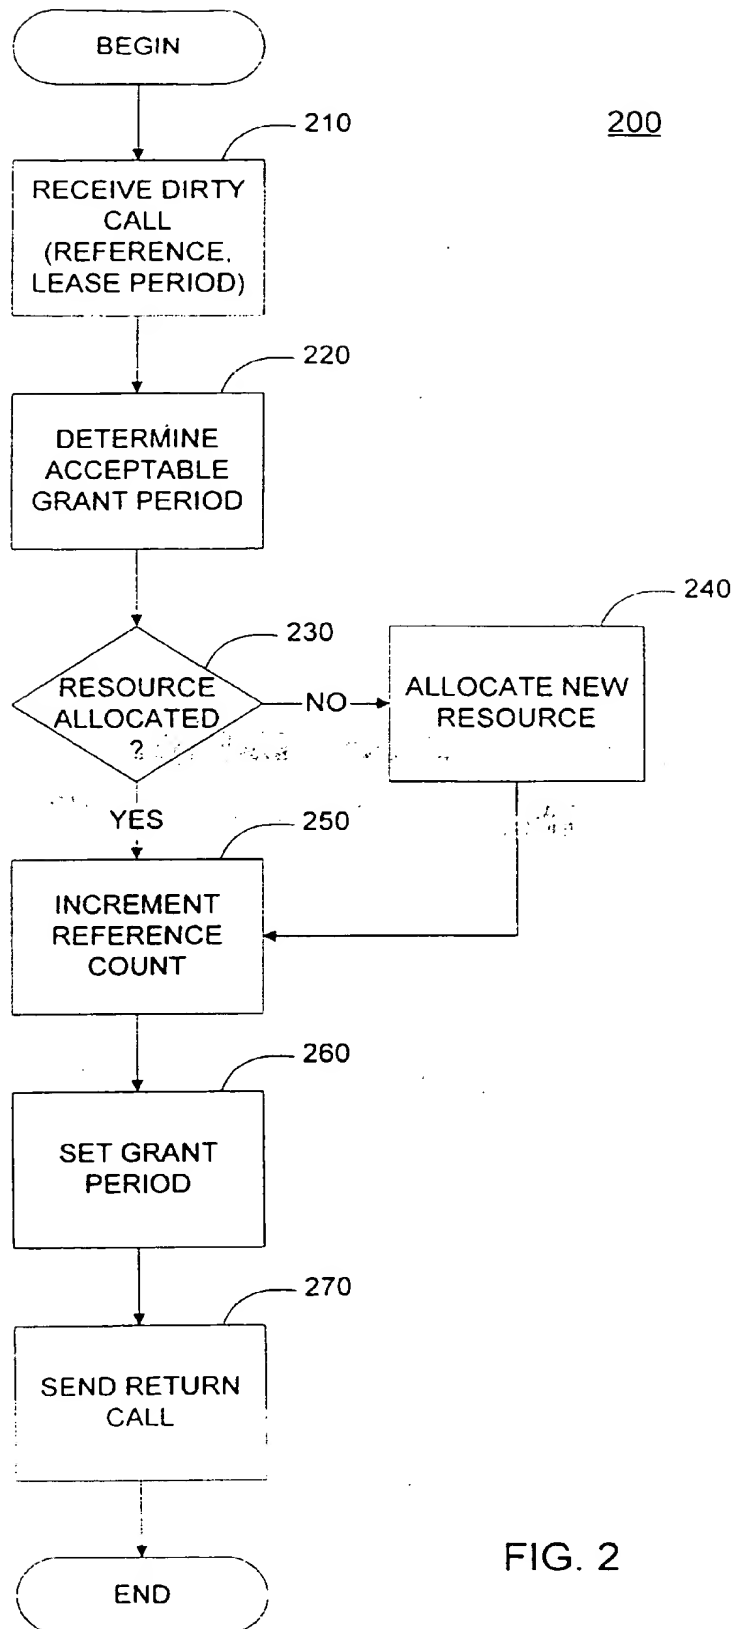 BEGIN
210
200
RECEIVE DIRTY
CALL
(REFERENCE,
LEASE PERIOD)
220
DETERMINE
ACCEPTABLE
GRANT PERIOD
230
240
RESOURCE
ALLOCATED
?
NO
ALLOCATE NEW
RESOURCE
YES
250
INCREMENT
REFERENCE
COUNT
260
SET GRANT
PERIOD
270
SEND RETURN
CALL
END
FIG. 2